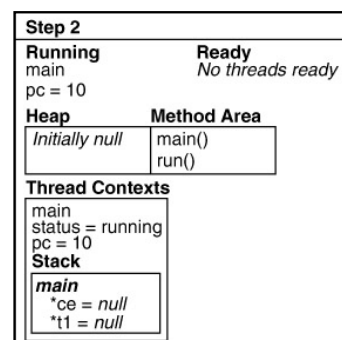 Step 2
Running Ready
main No threads ready
pc = 10
Heap Method Area
Initially null main()
run()
Thread Contexts
main
status = running
pc = 10
Stack
main
*ce = null
*t1 = null